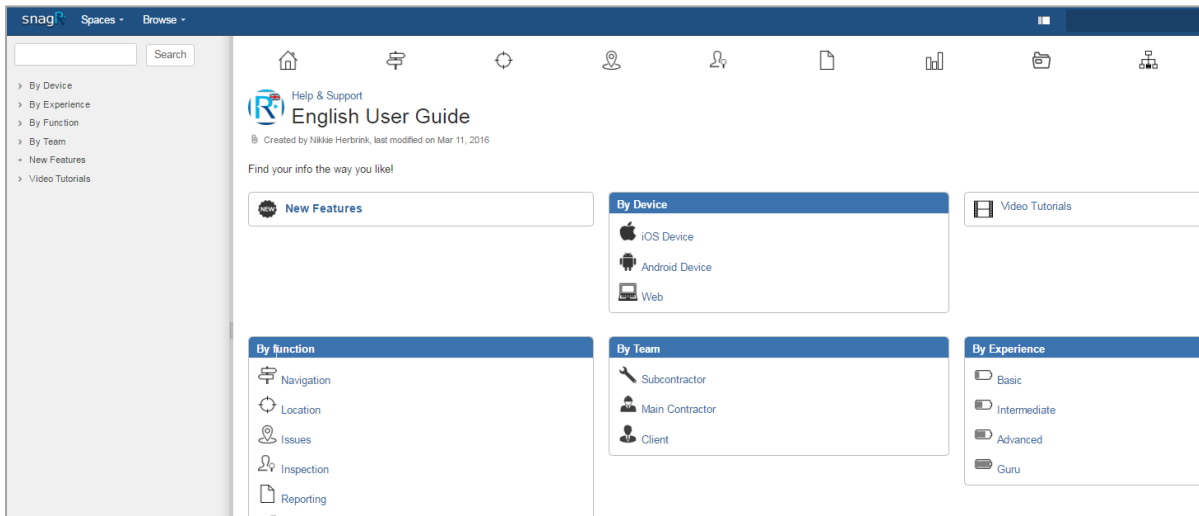 snagR Spaces Browse
Search
By Device
By Experience
By Function
By Team
New Features
Video Tutorials
Help & Support
English User Guide
Created by Nikkie Herbrink, last modified on Mar 11, 2016
Find your info the way you like!
NEW New Features
By Device
iOS Device
Android Device
Web
Video Tutorials
By function
Navigation
Location
Issues
Inspection
Reporting
By Team
Subcontractor
Main Contractor
Client
By Experience
Basic
Intermediate
Advanced
Guru